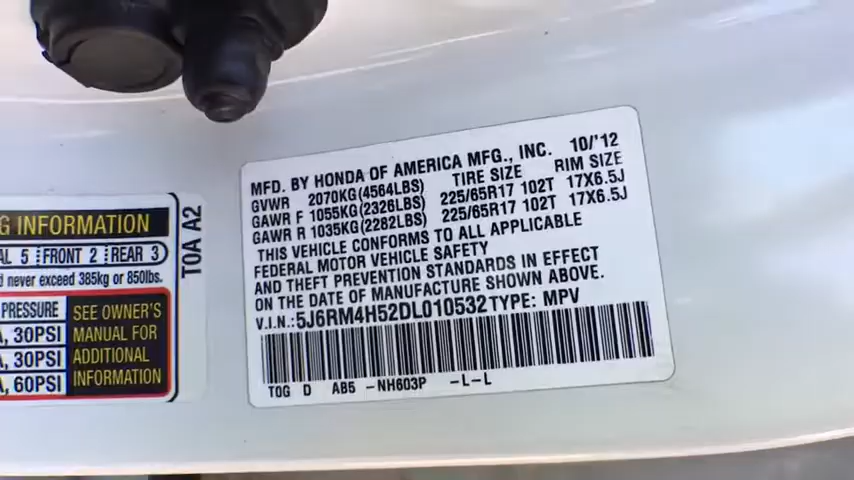 G INFORMATION
AL 5 FRONT 2 REAR 3
never exceed 385kg or 850lbs.
PRESSURE SEE OWNER'S
, 30PSI MANUAL FOR
, 30PSI ADDITIONAL
, 60PSI INFORMATION
T0A A2
MFD. BY HONDA OF AMERICA MFG., INC. 10/'12
GVWR 2070KG(4564LBS) TIRE SIZE RIM SIZE
GAWR F 1055KG(2326LBS) 225/65R17 102T 17X6.5J
GAWR R 1035KG(2282LBS) 225/65R17 102T 17X6.5J
THIS VEHICLE CONFORMS TO ALL APPLICABLE
FEDERAL MOTOR VEHICLE SAFETY
AND THEFT PREVENTION STANDARDS IN EFFECT
ON THE DATE OF MANUFACTURE SHOWN ABOVE.
V.I.N.:5J6RM4H52DL010532 TYPE: MPV
T0G D AB5 -NH603P -L-L